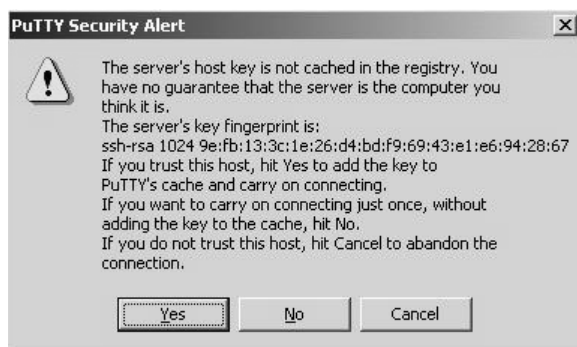 PuTTY Security Alert
The server's host key is not cached in the registry. You
have no guarantee that the server is the computer you
think it is.
The server's key fingerprint is:
ssh-rsa 1024 9e:fb:13:3c:1e:26:d4:bd:f9:69:43:e1:e6:94:28:67
If you trust this host, hit Yes to add the key to
PuTTY's cache and carry on connecting.
If you want to carry on connecting just once, without
adding the key to the cache, hit No.
If you do not trust this host, hit Cancel to abandon the
connection.
Yes No Cancel